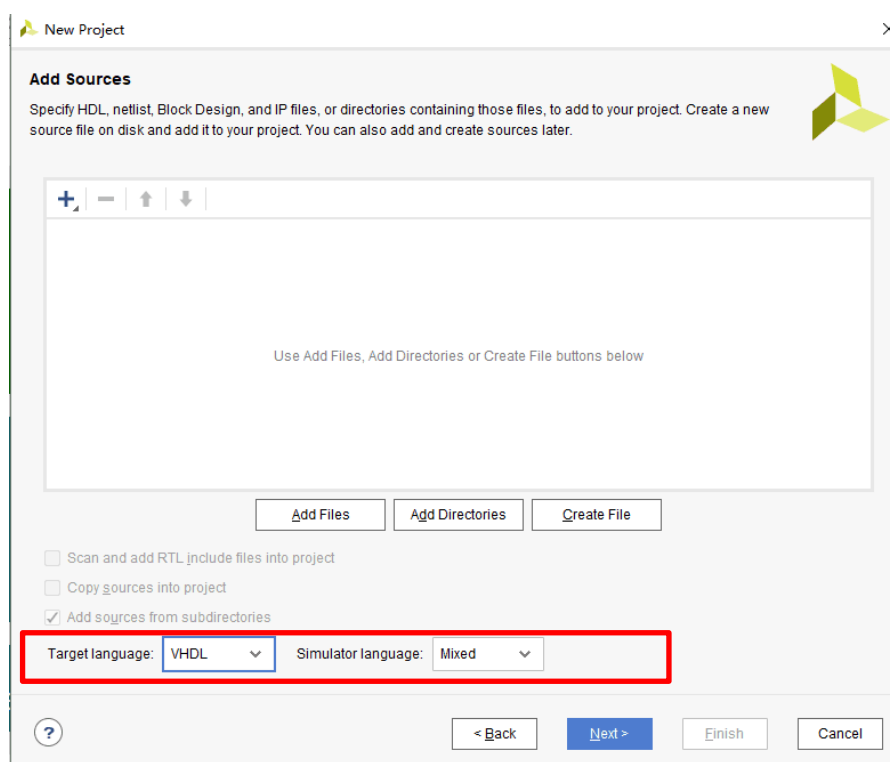 New Project
Add Sources
Specify HDL, netlist, Block Design, and IP files, or directories containing those files, to add to your project. Create a new
source file on disk and add it to your project. You can also add and create sources later.
Use Add Files, Add Directories or Create File buttons below
Add Files Add Directories Create File
Scan and add RTL include files into project
Copy sources into project
Add sources from subdirectories
Target language: VHDL Simulator language: Mixed
? < Back Next > Finish Cancel